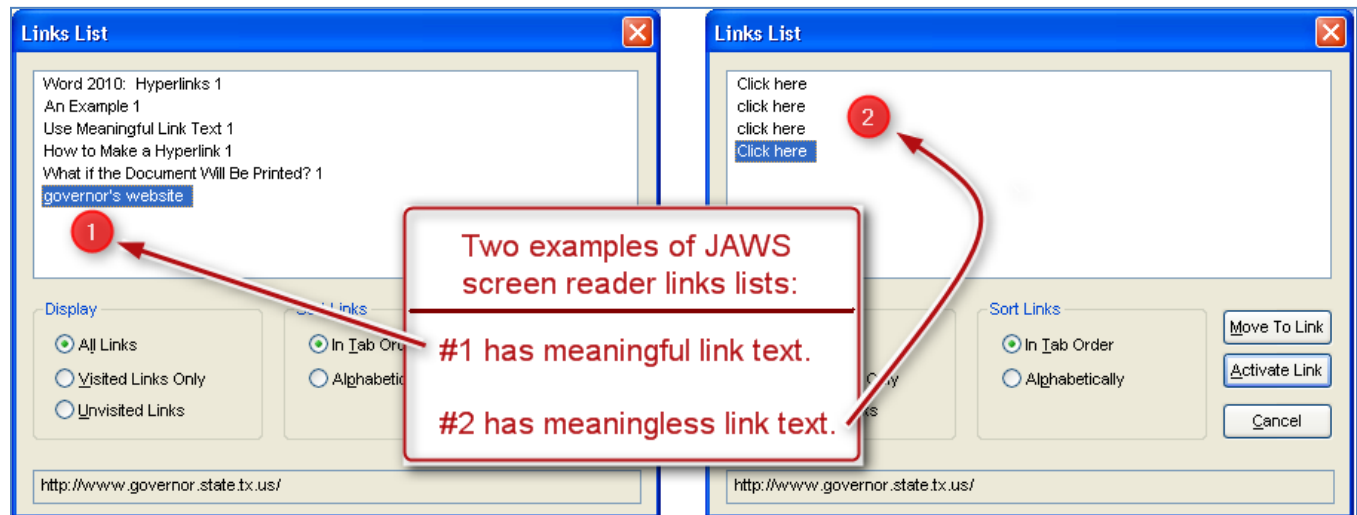 Links List
Word 2010: Hyperlinks 1
An Example 1
Use Meaningful Link Text 1
How to Make a Hyperlink 1
What if the Document Will Be Printed? 1
governor's website
1
Display
All Links
Visited Links Only
Unvisited Links
Sort Links
In Tab
Alphabetic
http://www.governor.state.tx.us/
Two examples of JAWS
screen reader links lists:
#1 has meaningful link text.
#2 has meaningless link text.
Links List
Click here
click here
click here
Click here
2
Sort Links
In Tab Order
Alphabetically
Move To Link
Activate Link
Cancel
http://www.governor.state.tx.us/